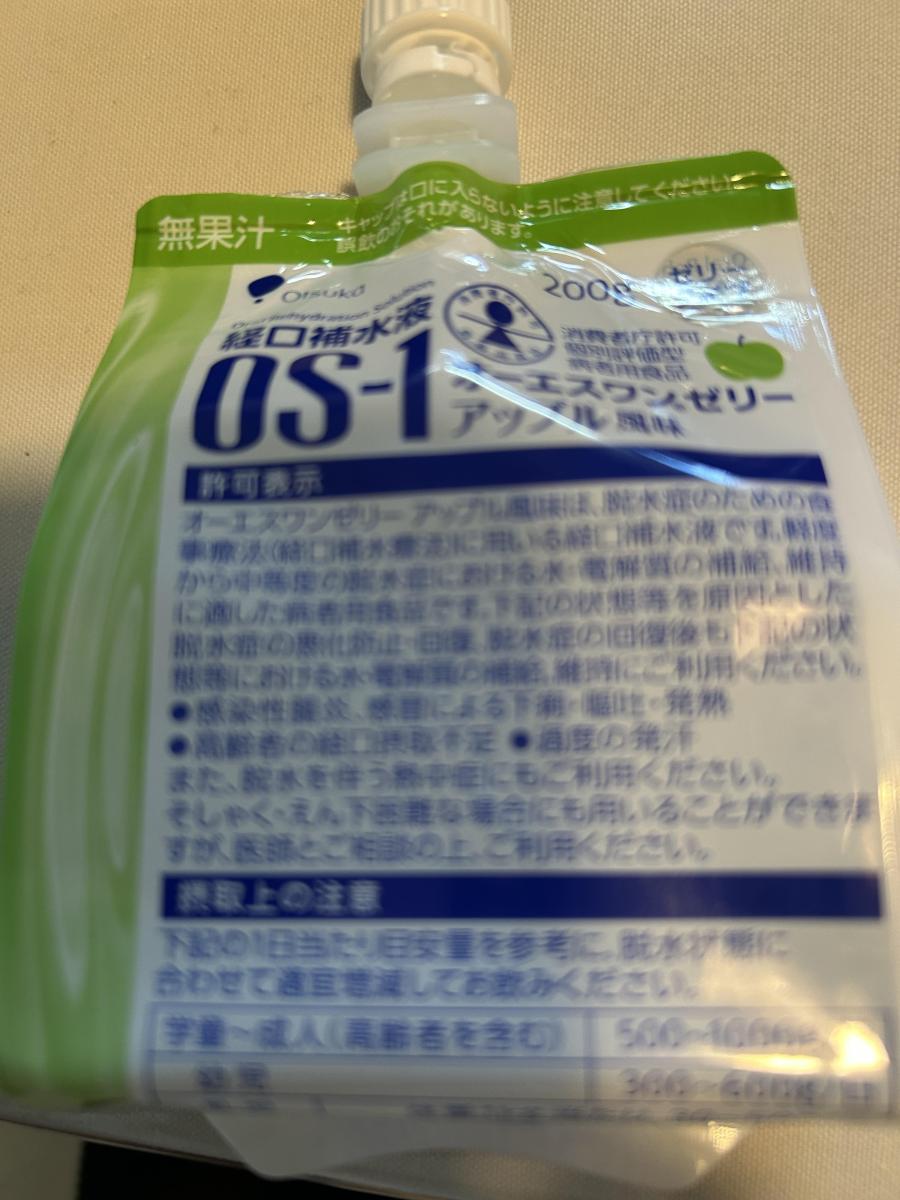 キャップは口に入らないように注意してください。
誤飲のおそれがあります。
無果汁
Otsuka
200g
ゼリー
Oral Rehydration Solution
経口補水液
OS-1
消費者庁許可
個別評価型
病者用食品
オーエスワンゼリー
アップル風味
許可表示
オーエスワンゼリー アップル風味は、脱水症のための食
事療法(経口補水療法)に用いる経口補水液です。軽度
から中等度の脱水症における水・電解質の補給、維持
に適した病者用食品です。下記の状態等を原因とした
脱水症の悪化防止・回復、脱水症の回復後も下記の状
態等における水・電解質の補給、維持にご利用ください。
●感染性腸炎、感冒による下痢・嘔吐・発熱
●高齢者の経口摂取不足 ●過度の発汗
また、脱水を伴う熱中症にもご利用ください。
そしゃく・えん下困難な場合にも用いることができま
すが、医師とご相談の上、ご利用ください。
摂取上の注意
下記の1日当たり目安量を参考に、脱水状態に
合わせて適宜増減してお飲みください。
学童~成人(高齢者を含む) 500~1000g
幼児 300~600g/日